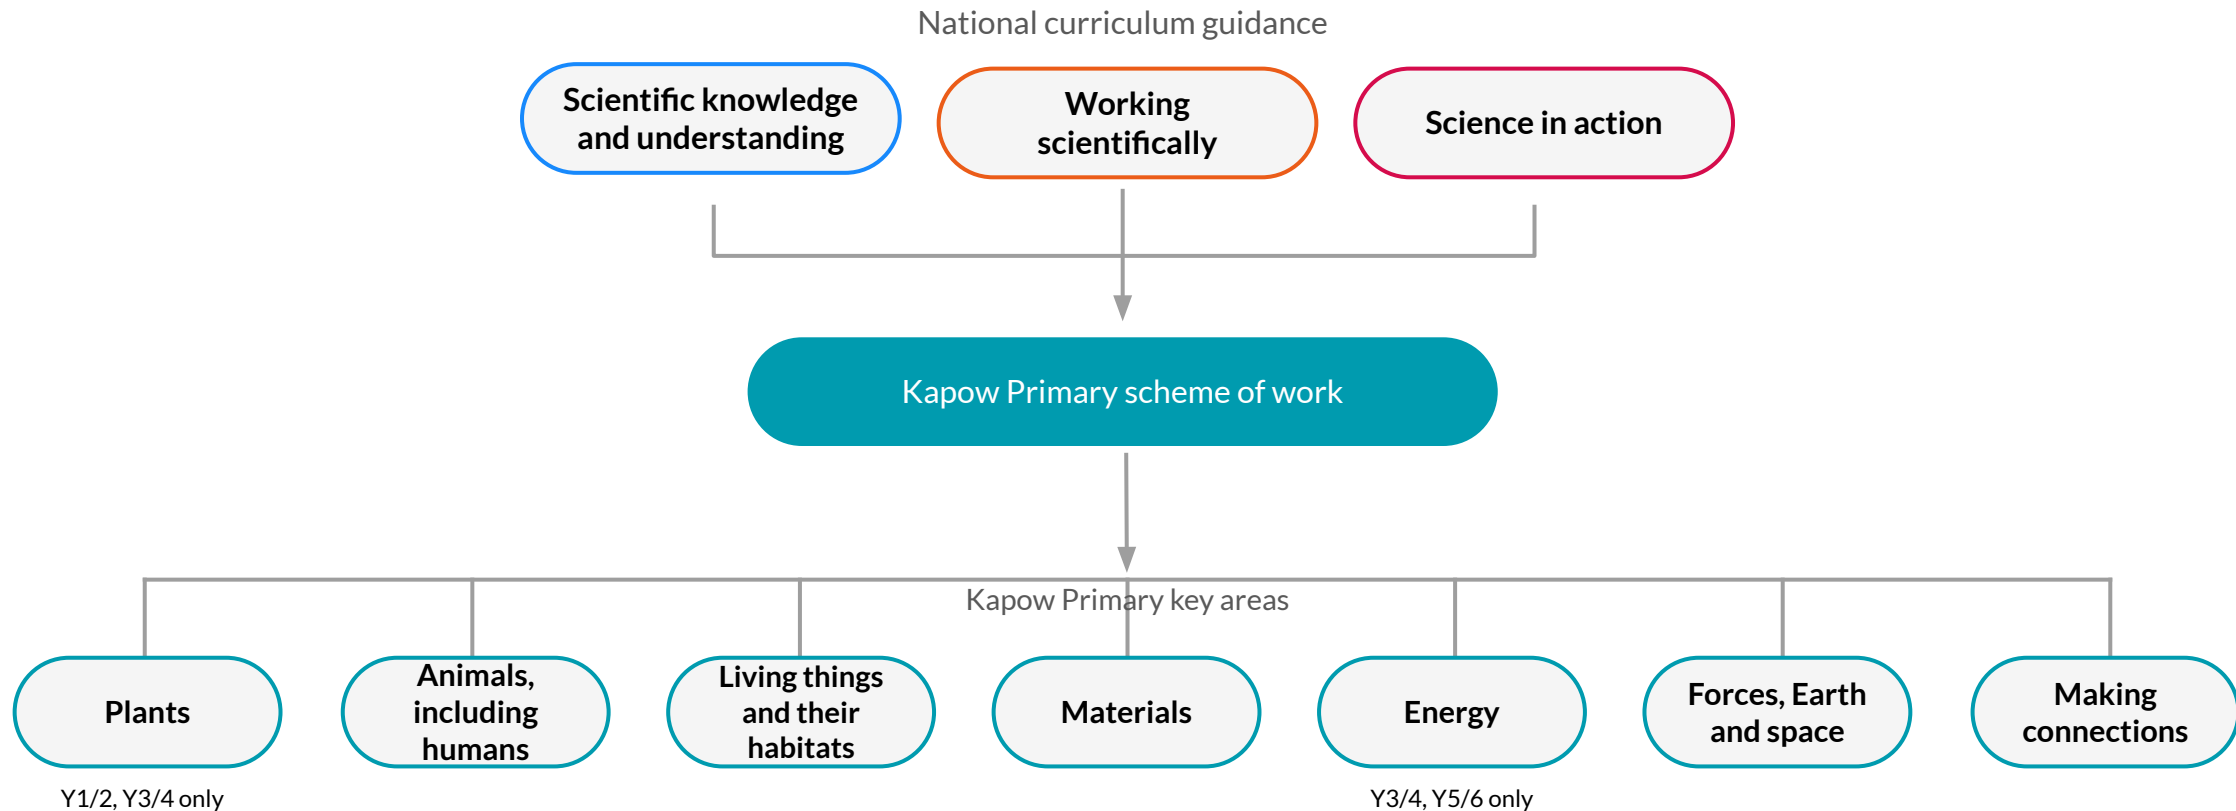 National curriculum guidance
Scientific knowledge
and understanding
Working
scientifically
Science in action
Kapow Primary scheme of work
Kapow Primary key areas
Plants
Animals,
including
humans
Living things
and their
habitats
Materials
Energy
Forces, Earth
and space
Making
connections
Y1/2, Y3/4 only
Y3/4, Y5/6 only